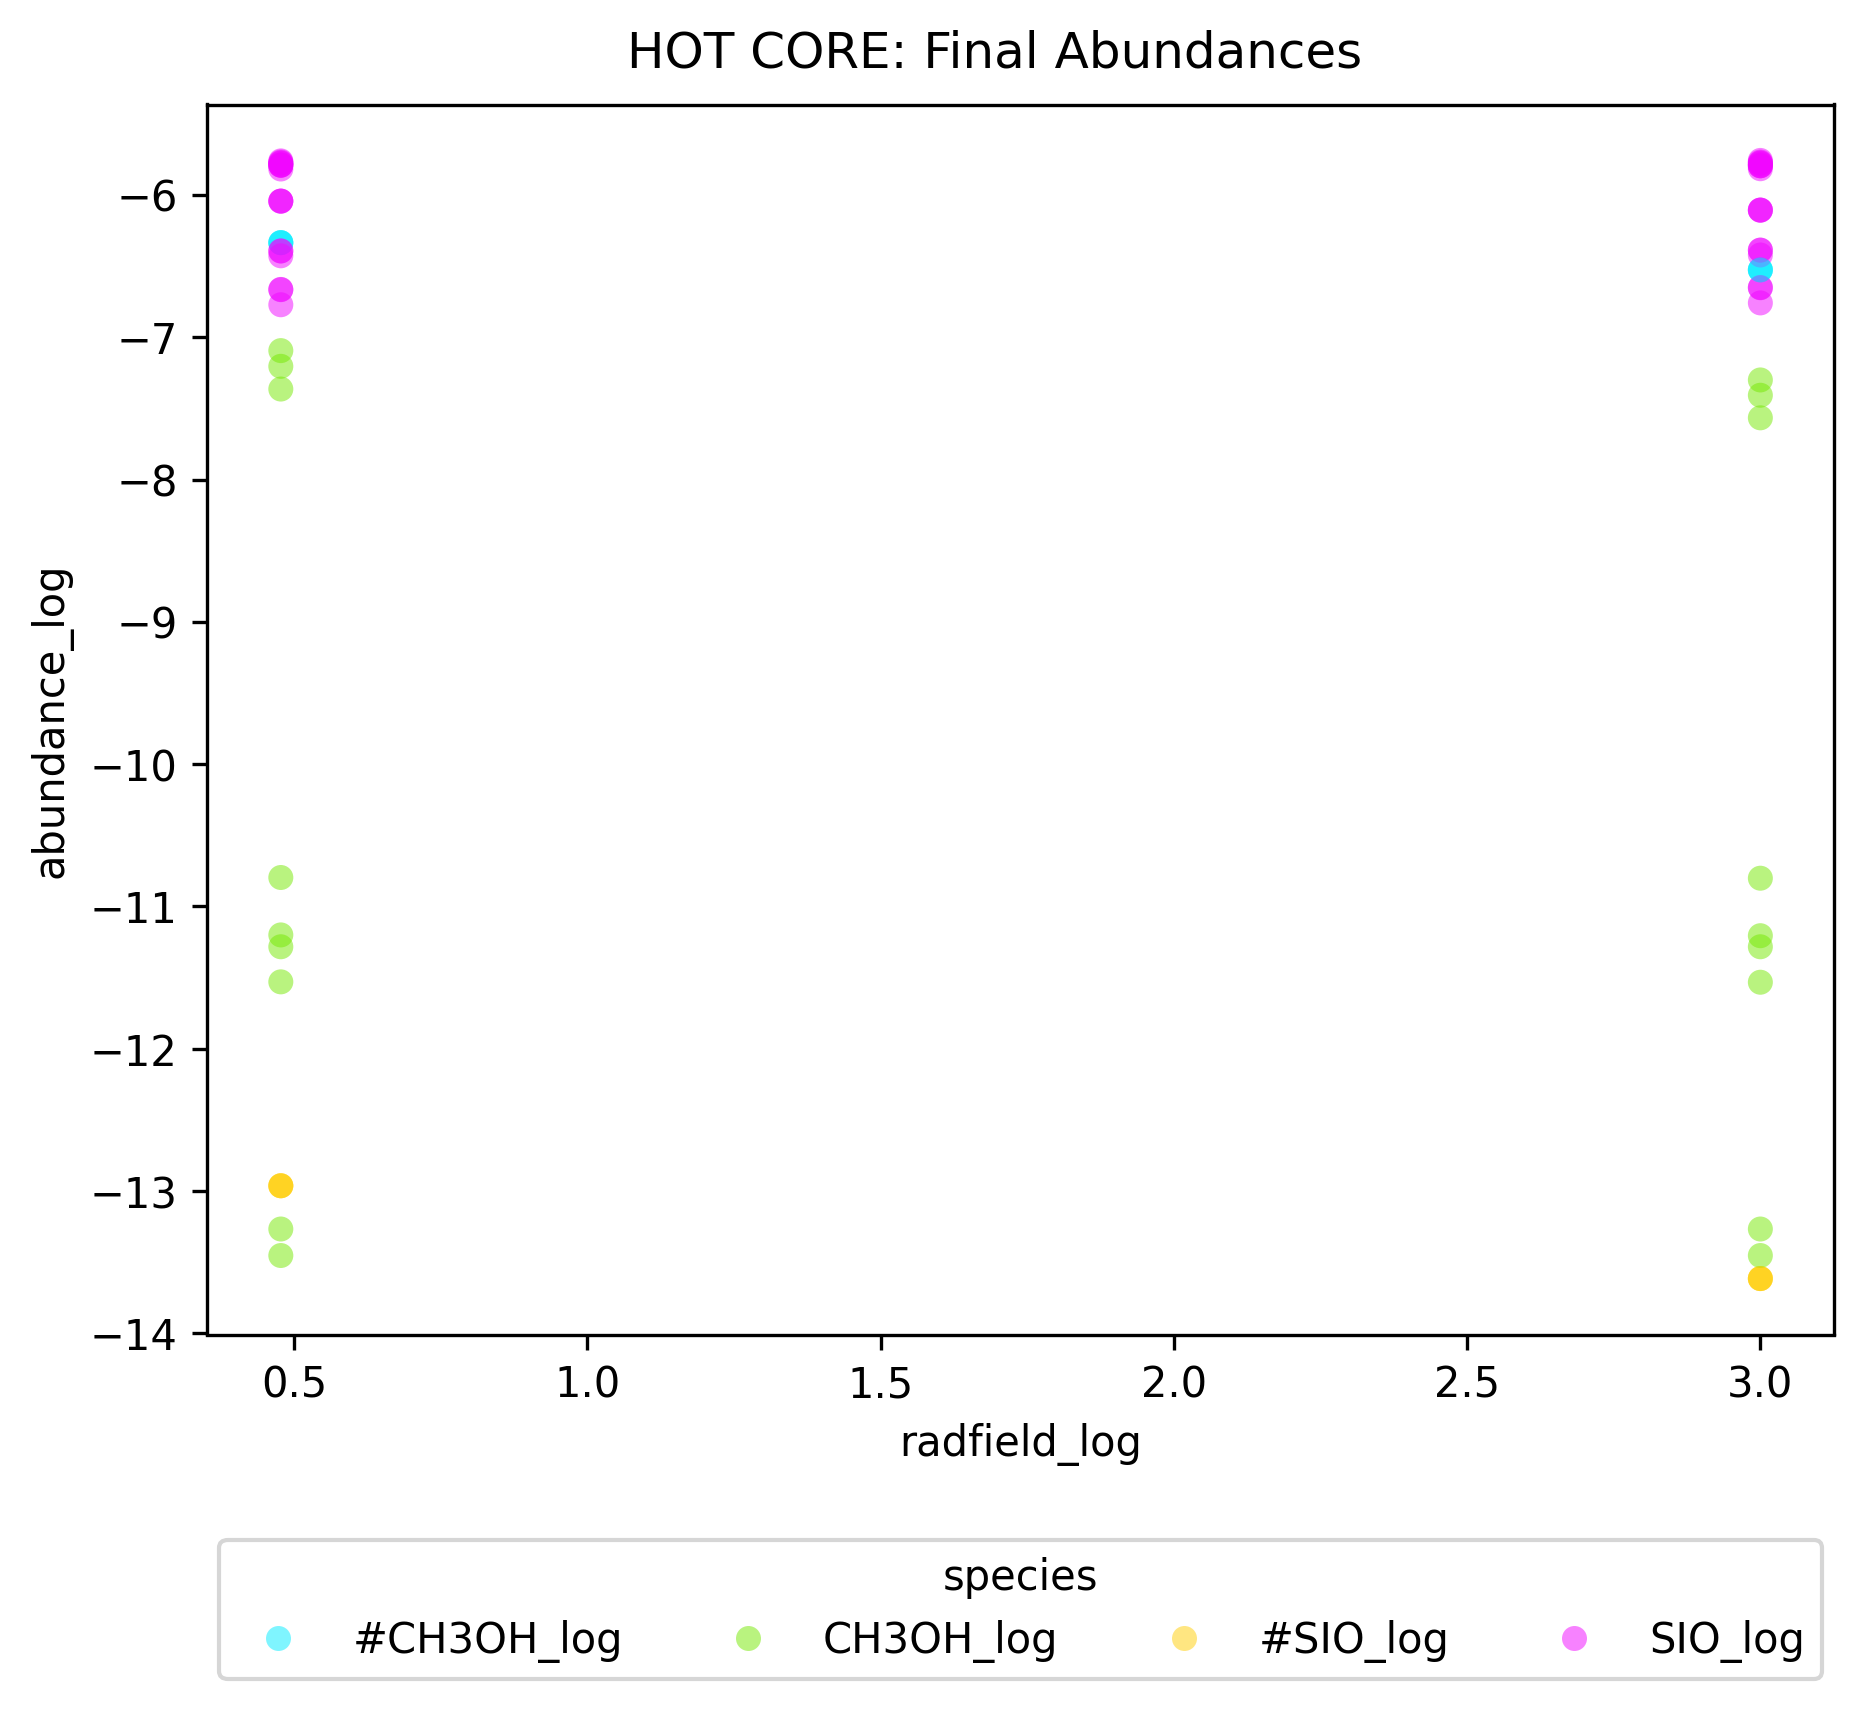 HOT CORE: Final Abundances
abundance_log
−6
−7
−8
−9
−10
−11
−12
−13
−14
0.5 1.0 1.5 2.0 2.5 3.0
radfield_log
species
#CH3OH_log CH3OH_log #SIO_log SIO_log